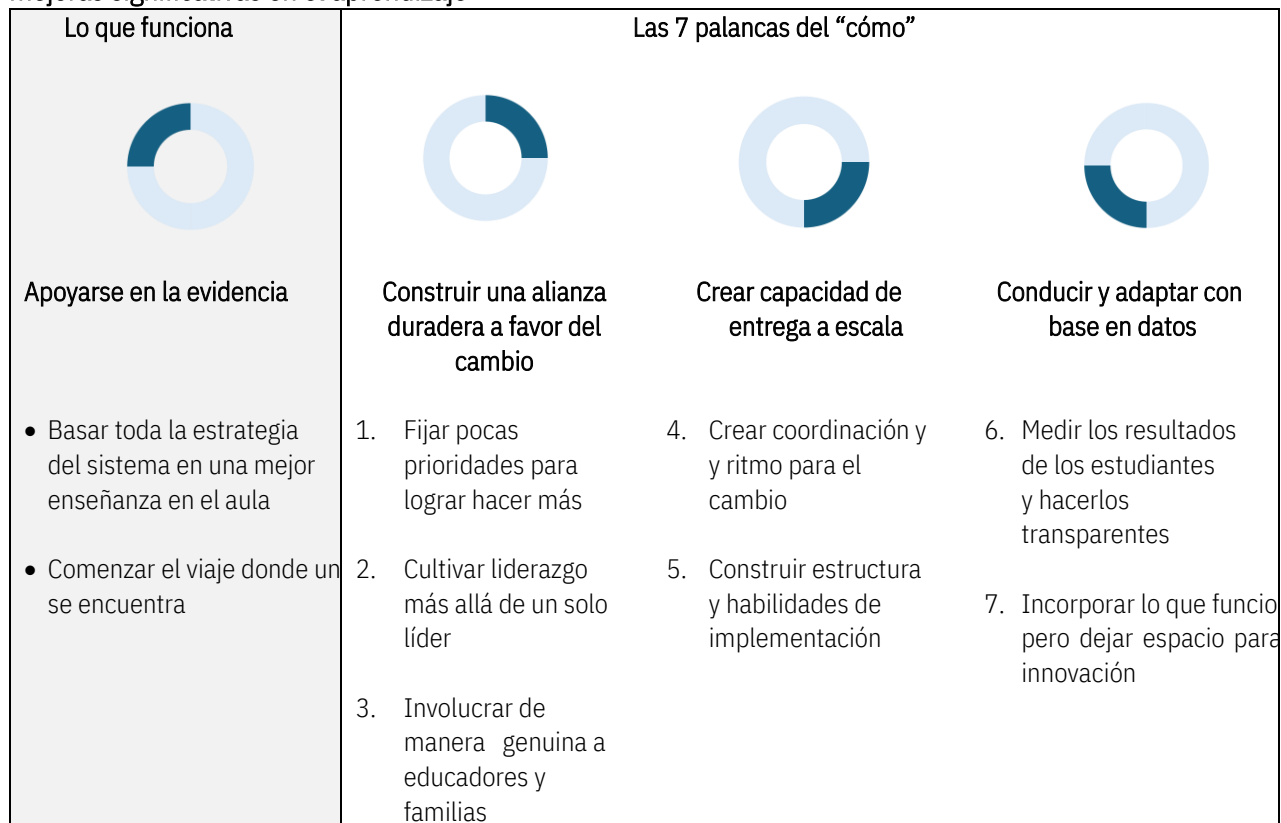 mejoras significativas en el aprendizaje
Lo que funciona
Las 7 palancas del “cómo”
Apoyarse en la evidencia
• Basar toda la estrategia
del sistema en una mejor
enseñanza en el aula
• Comenzar el viaje donde un
se encuentra
Construir una alianza
duradera a favor del
cambio
1. Fijar pocas
prioridades para
lograr hacer más
2. Cultivar liderazgo
más allá de un solo
líder
3. Involucrar de
manera genuina a
educadores y
familias
Crear capacidad de
entrega a escala
4. Crear coordinación y
y ritmo para el
cambio
5. Construir estructura
y habilidades de
implementación
Conducir y adaptar con
base en datos
6. Medir los resultados
de los estudiantes
y hacerlos
transparentes
7. Incorporar lo que funcio
pero dejar espacio para
innovación